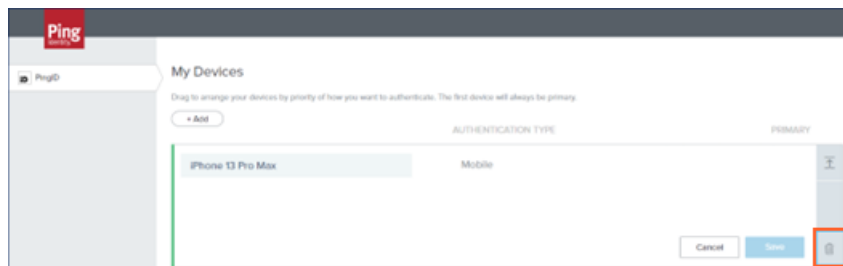 Ping
Identity
PingID
My Devices
Drag to arrange your devices by priority of how you want to authenticate. The first device will always be primary.
+ Add
AUTHENTICATION TYPE PRIMARY
iPhone 13 Pro Max Mobile
Cancel Save